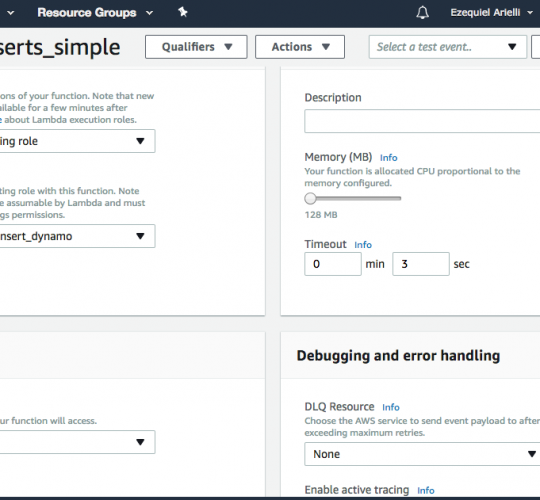 Resource Groups
Ezequiel Arielli
serts_simple
Qualifiers
Actions
Select a test event..
ions of your function. Note that new
ailable for a few minutes after
about Lambda execution roles.
ing role
ting role with this function. Note
e assumable by Lambda and must
gs permissions.
nsert_dynamo
ur function will access.
Description
Memory (MB) Info
Your function is allocated CPU proportional to the
memory configured.
128 MB
Timeout Info
0 min 3 sec
Debugging and error handling
DLQ Resource Info
Choose the AWS service to send event payload to after
exceeding maximum retries.
None
Enable active tracing Info